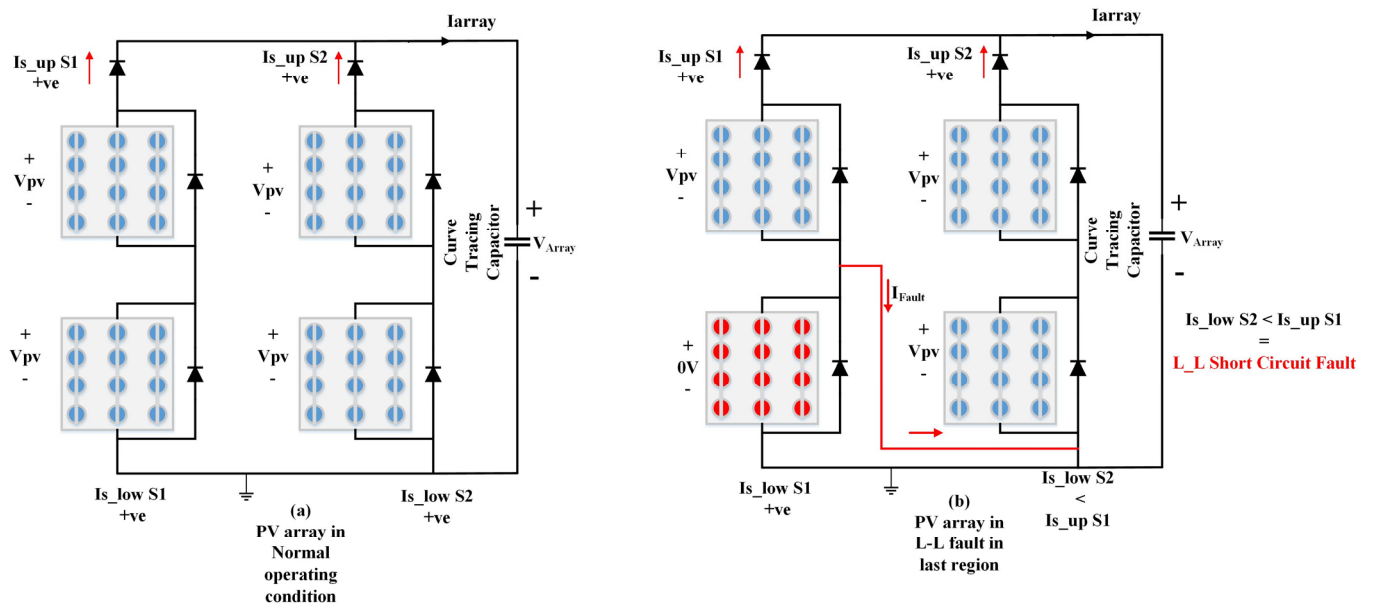 Iarray
Is_up S1
+ve
Is_up S2
+ve
+
Vpv
-
+
Vpv
-
Curve
Tracing
Capacitor
+
VArray
-
+
Vpv
-
+
Vpv
-
Is_low S1
+ve
Is_low S2
+ve
(a)
PV array in
Normal
operating
condition
Iarray
Is_up S1
+ve
Is_up S2
+ve
+
Vpv
-
+
Vpv
-
Curve
Tracing
Capacitor
+
VArray
-
IFault
+
0V
-
+
Vpv
-
Is_low S2 < Is_up S1
=
L_L Short Circuit Fault
Is_low S1
+ve
Is_low S2
<
Is_up S1
(b)
PV array in
L-L fault in
last region